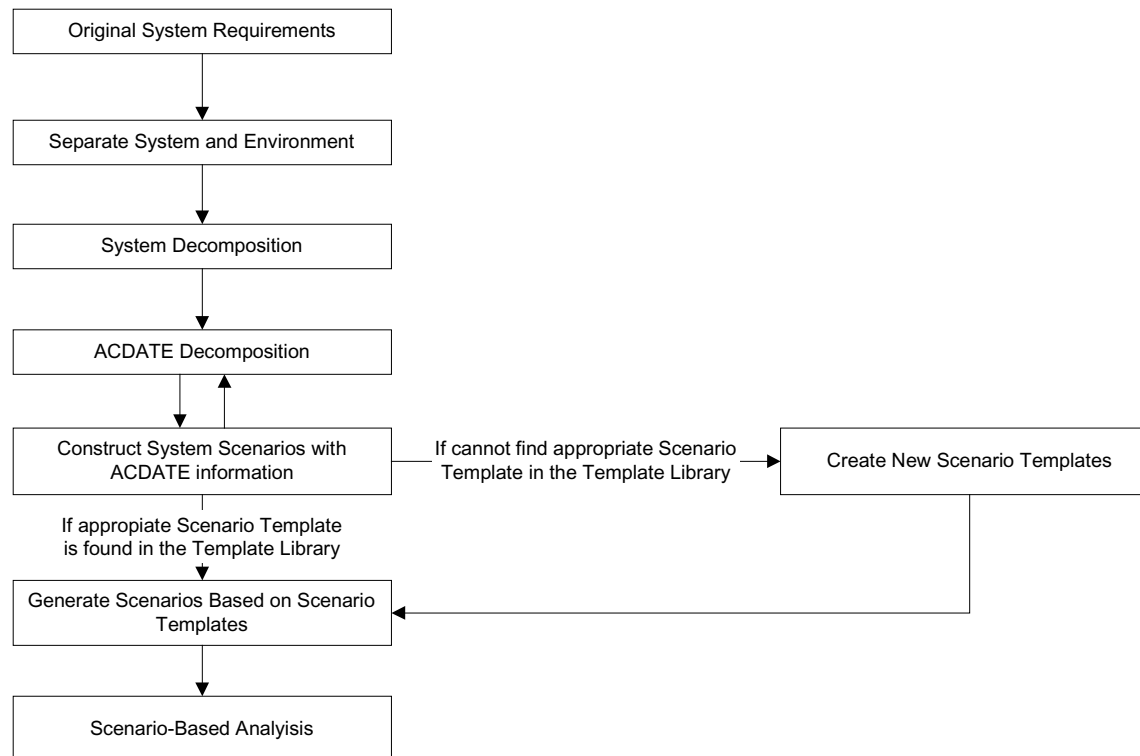 Original System Requirements
Separate System and Environment
System Decomposition
ACDATE Decomposition
Construct System Scenarios with
ACDATE information
If cannot find appropriate Scenario
Template in the Template Library
Create New Scenario Templates
If appropiate Scenario Template
is found in the Template Library
Generate Scenarios Based on Scenario
Templates
Scenario-Based Analyisis